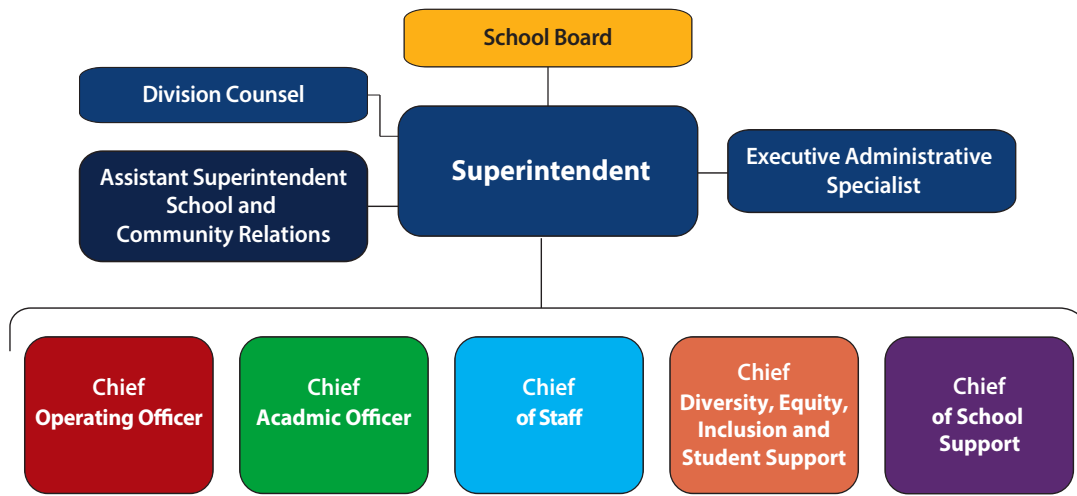 School Board
Division Counsel
Superintendent
Executive Administrative
Specialist
Assistant Superintendent
School and
Community Relations
Chief
Operating Officer
Chief
Acadmic Officer
Chief
of Staff
Chief
Diversity, Equity,
Inclusion and
Student Support
Chief
of School
Support